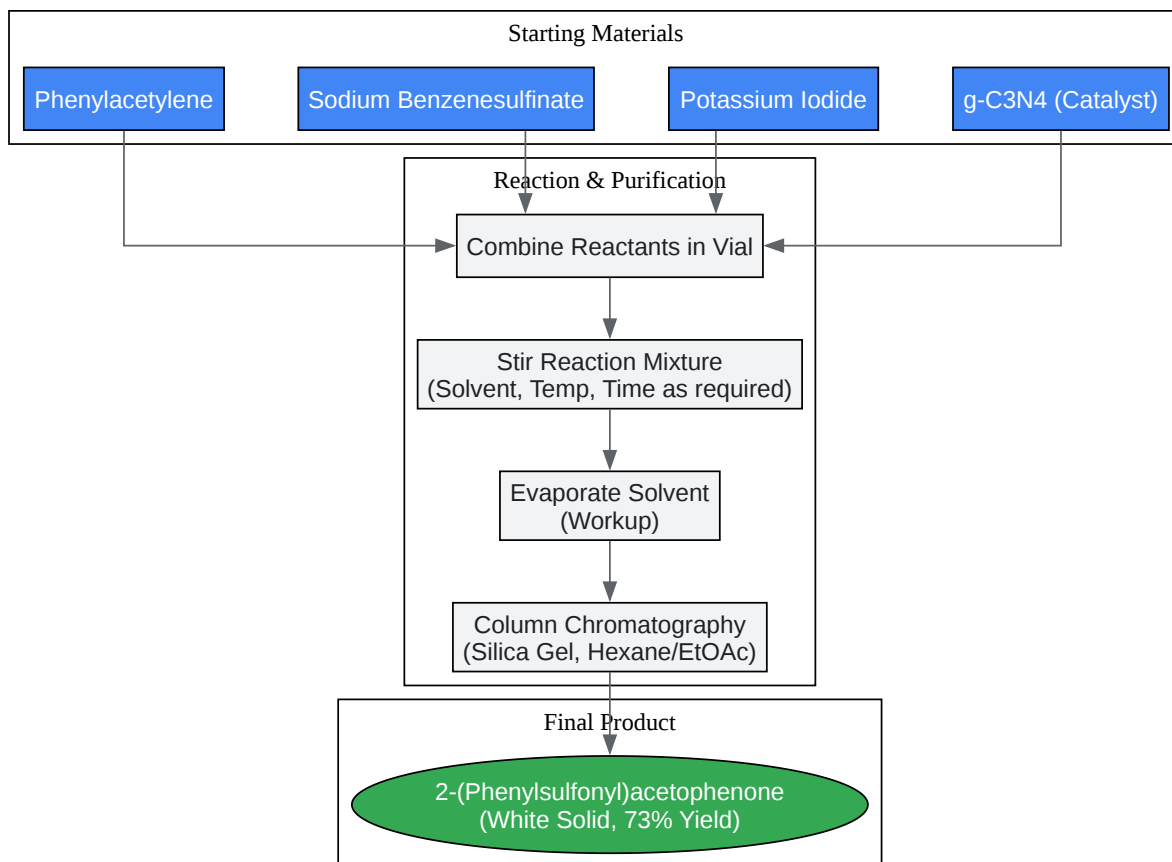 Starting Materials
Phenylacetylene
Sodium Benzenesulfinate
Potassium Iodide
g-C3N4 (Catalyst)
Reaction & Purification
Combine Reactants in Vial
Stir Reaction Mixture
(Solvent, Temp, Time as required)
Evaporate Solvent
(Workup)
Column Chromatography
(Silica Gel, Hexane/EtOAc)
Final Product
2-(Phenylsulfonyl)acetophenone
(White Solid, 73% Yield)